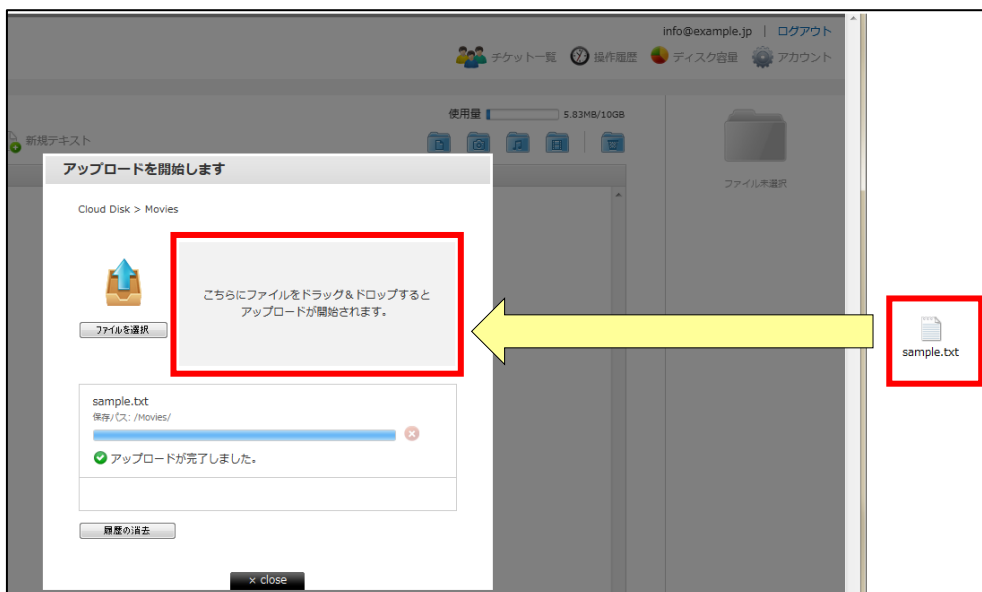 info@example.jp | ログアウト
チケット一覧 操作履歴 ディスク容量 アカウント
使用量 5.83MB/10GB
新規テキスト
ファイル未選択
アップロードを開始します
Cloud Disk > Movies
こちらにファイルをドラッグ&ドロップすると
アップロードが開始されます。
ファイルを選択
sample.txt
sample.txt
保存パス: /Movies/
アップロードが完了しました。
履歴の消去
× close